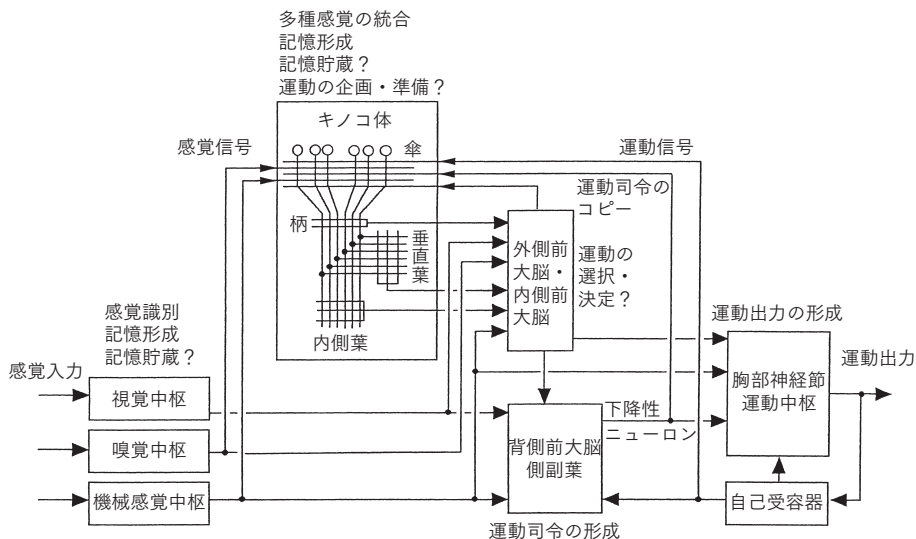 多種感覚の統合
記憶形成
記憶貯蔵？
運動の企画・準備？
キノコ体
感覚信号
傘
運動信号
運動司令の
コピー
柄
垂
直
葉
外側前
大脳・
内側前
大脳
運動の
選択・
決定？
内側葉
感覚識別
記憶形成
記憶貯蔵？
運動出力の形成
感覚入力
運動出力
視覚中枢
胸部神経節
運動中枢
下降性
ニューロン
嗅覚中枢
背側前大脳
側副葉
機械感覚中枢
自己受容器
運動司令の形成